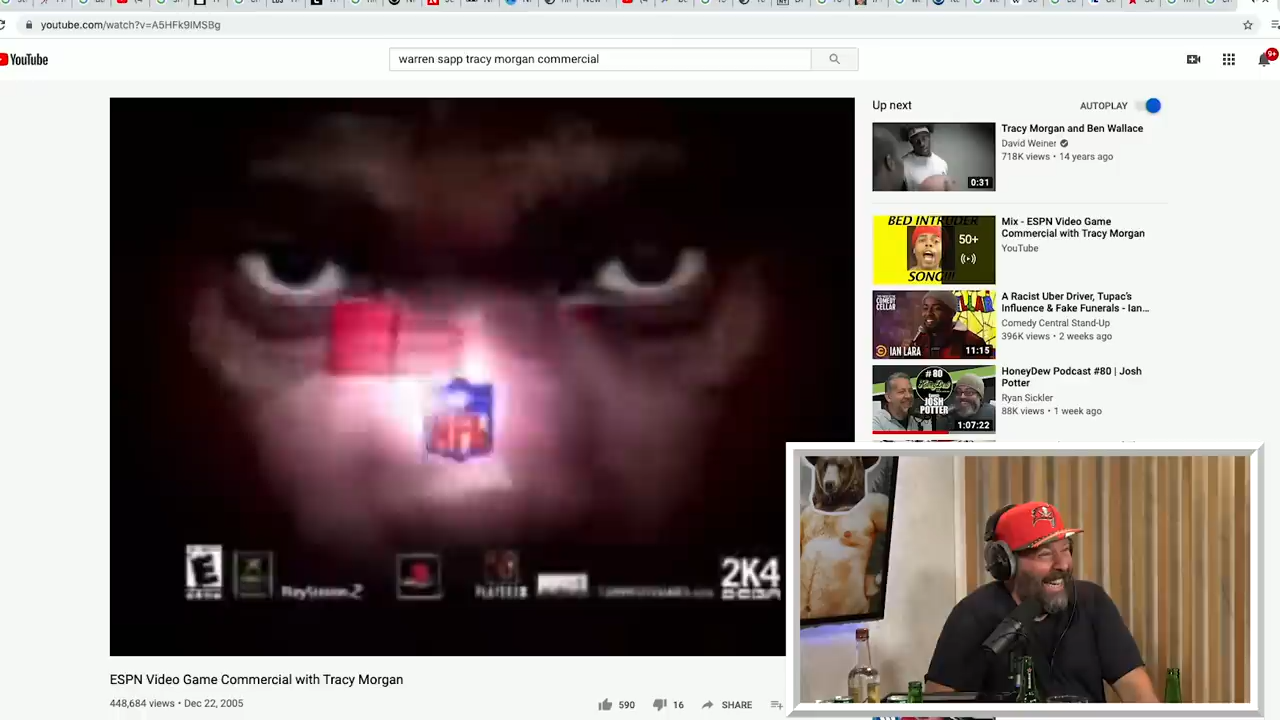 youtube.com/watch?v=A5HFk9IMSBg
YouTube
warren sapp tracy morgan commercial
9+
Up next
AUTOPLAY
Tracy Morgan and Ben Wallace
David Weiner
718K views • 14 years ago
0:31
BED INTRUDER
SONG!!!
50+
Mix - ESPN Video Game
Commercial with Tracy Morgan
YouTube
A Racist Uber Driver, Tupac's
Influence & Fake Funerals - Ian...
Comedy Central Stand-Up
396K views • 2 weeks ago
IAN LARA
11:15
HoneyDew Podcast #80 | Josh
Potter
Ryan Sickler
88K views • 1 week ago
# 80
JOSH
POTTER
1:07:22
E
PlayStation 2
PLAYERS
2K4
SEGA
ESPN Video Game Commercial with Tracy Morgan
448,684 views • Dec 22, 2005
590
16
SHARE